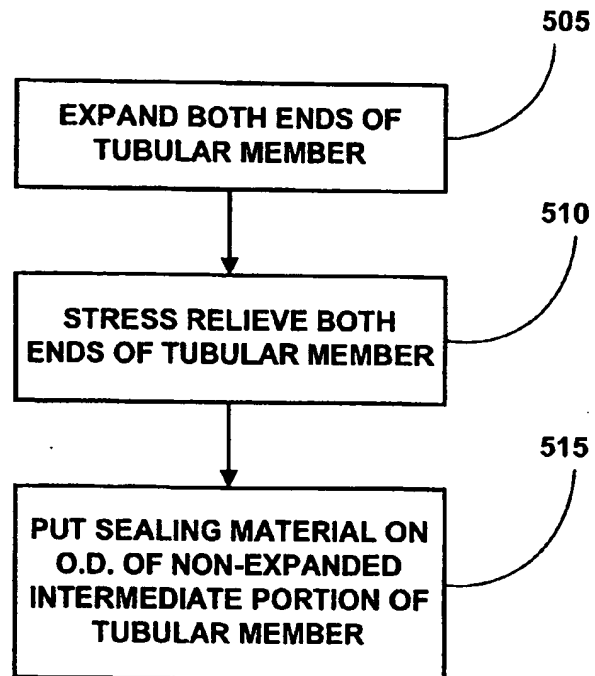 505
EXPAND BOTH ENDS OF
TUBULAR MEMBER
510
STRESS RELIEVE BOTH
ENDS OF TUBULAR MEMBER
515
PUT SEALING MATERIAL ON
O.D. OF NON-EXPANDED
INTERMEDIATE PORTION OF
TUBULAR MEMBER